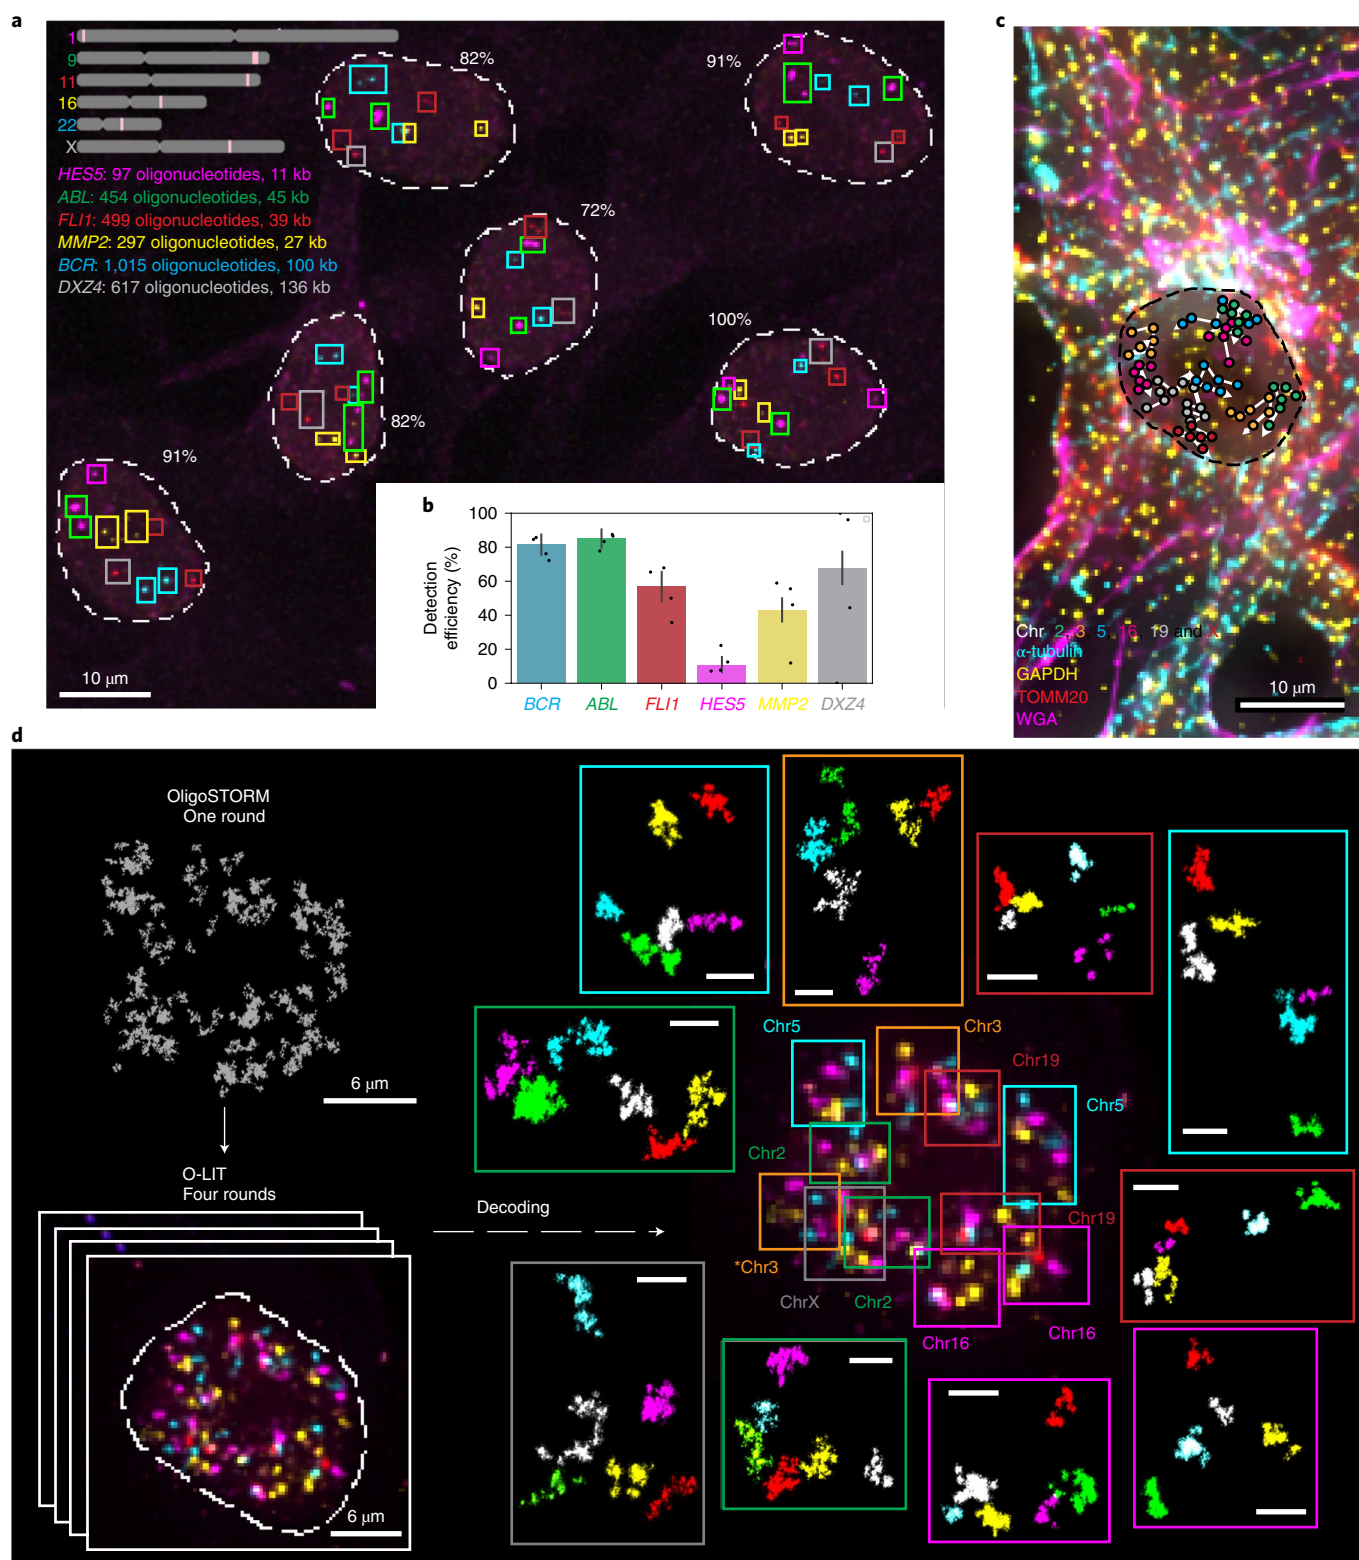 a
1
9
11
16
22
X
HES5: 97 oligonucleotides, 11 kb
ABL: 454 oligonucleotides, 45 kb
FLI1: 499 oligonucleotides, 39 kb
MMP2: 297 oligonucleotides, 27 kb
BCR: 1,015 oligonucleotides, 100 kb
DXZ4: 617 oligonucleotides, 136 kb
82%
91%
72%
100%
82%
91%
10 μm
b
Detection
efficiency (%)
100
80
60
40
20
0
BCR ABL FLI1 HES5 MMP2 DXZ4
c
Chr 2, 3, 5, 16, 19 and X
α-tubulin
GAPDH
TOMM20
WGA
10 μm
d
OligoSTORM
One round
6 μm
O-LIT
Four rounds
6 μm
Decoding
Chr5
Chr3
Chr19
Chr5
Chr2
Chr19
*Chr3
ChrX
Chr2
Chr16
Chr16